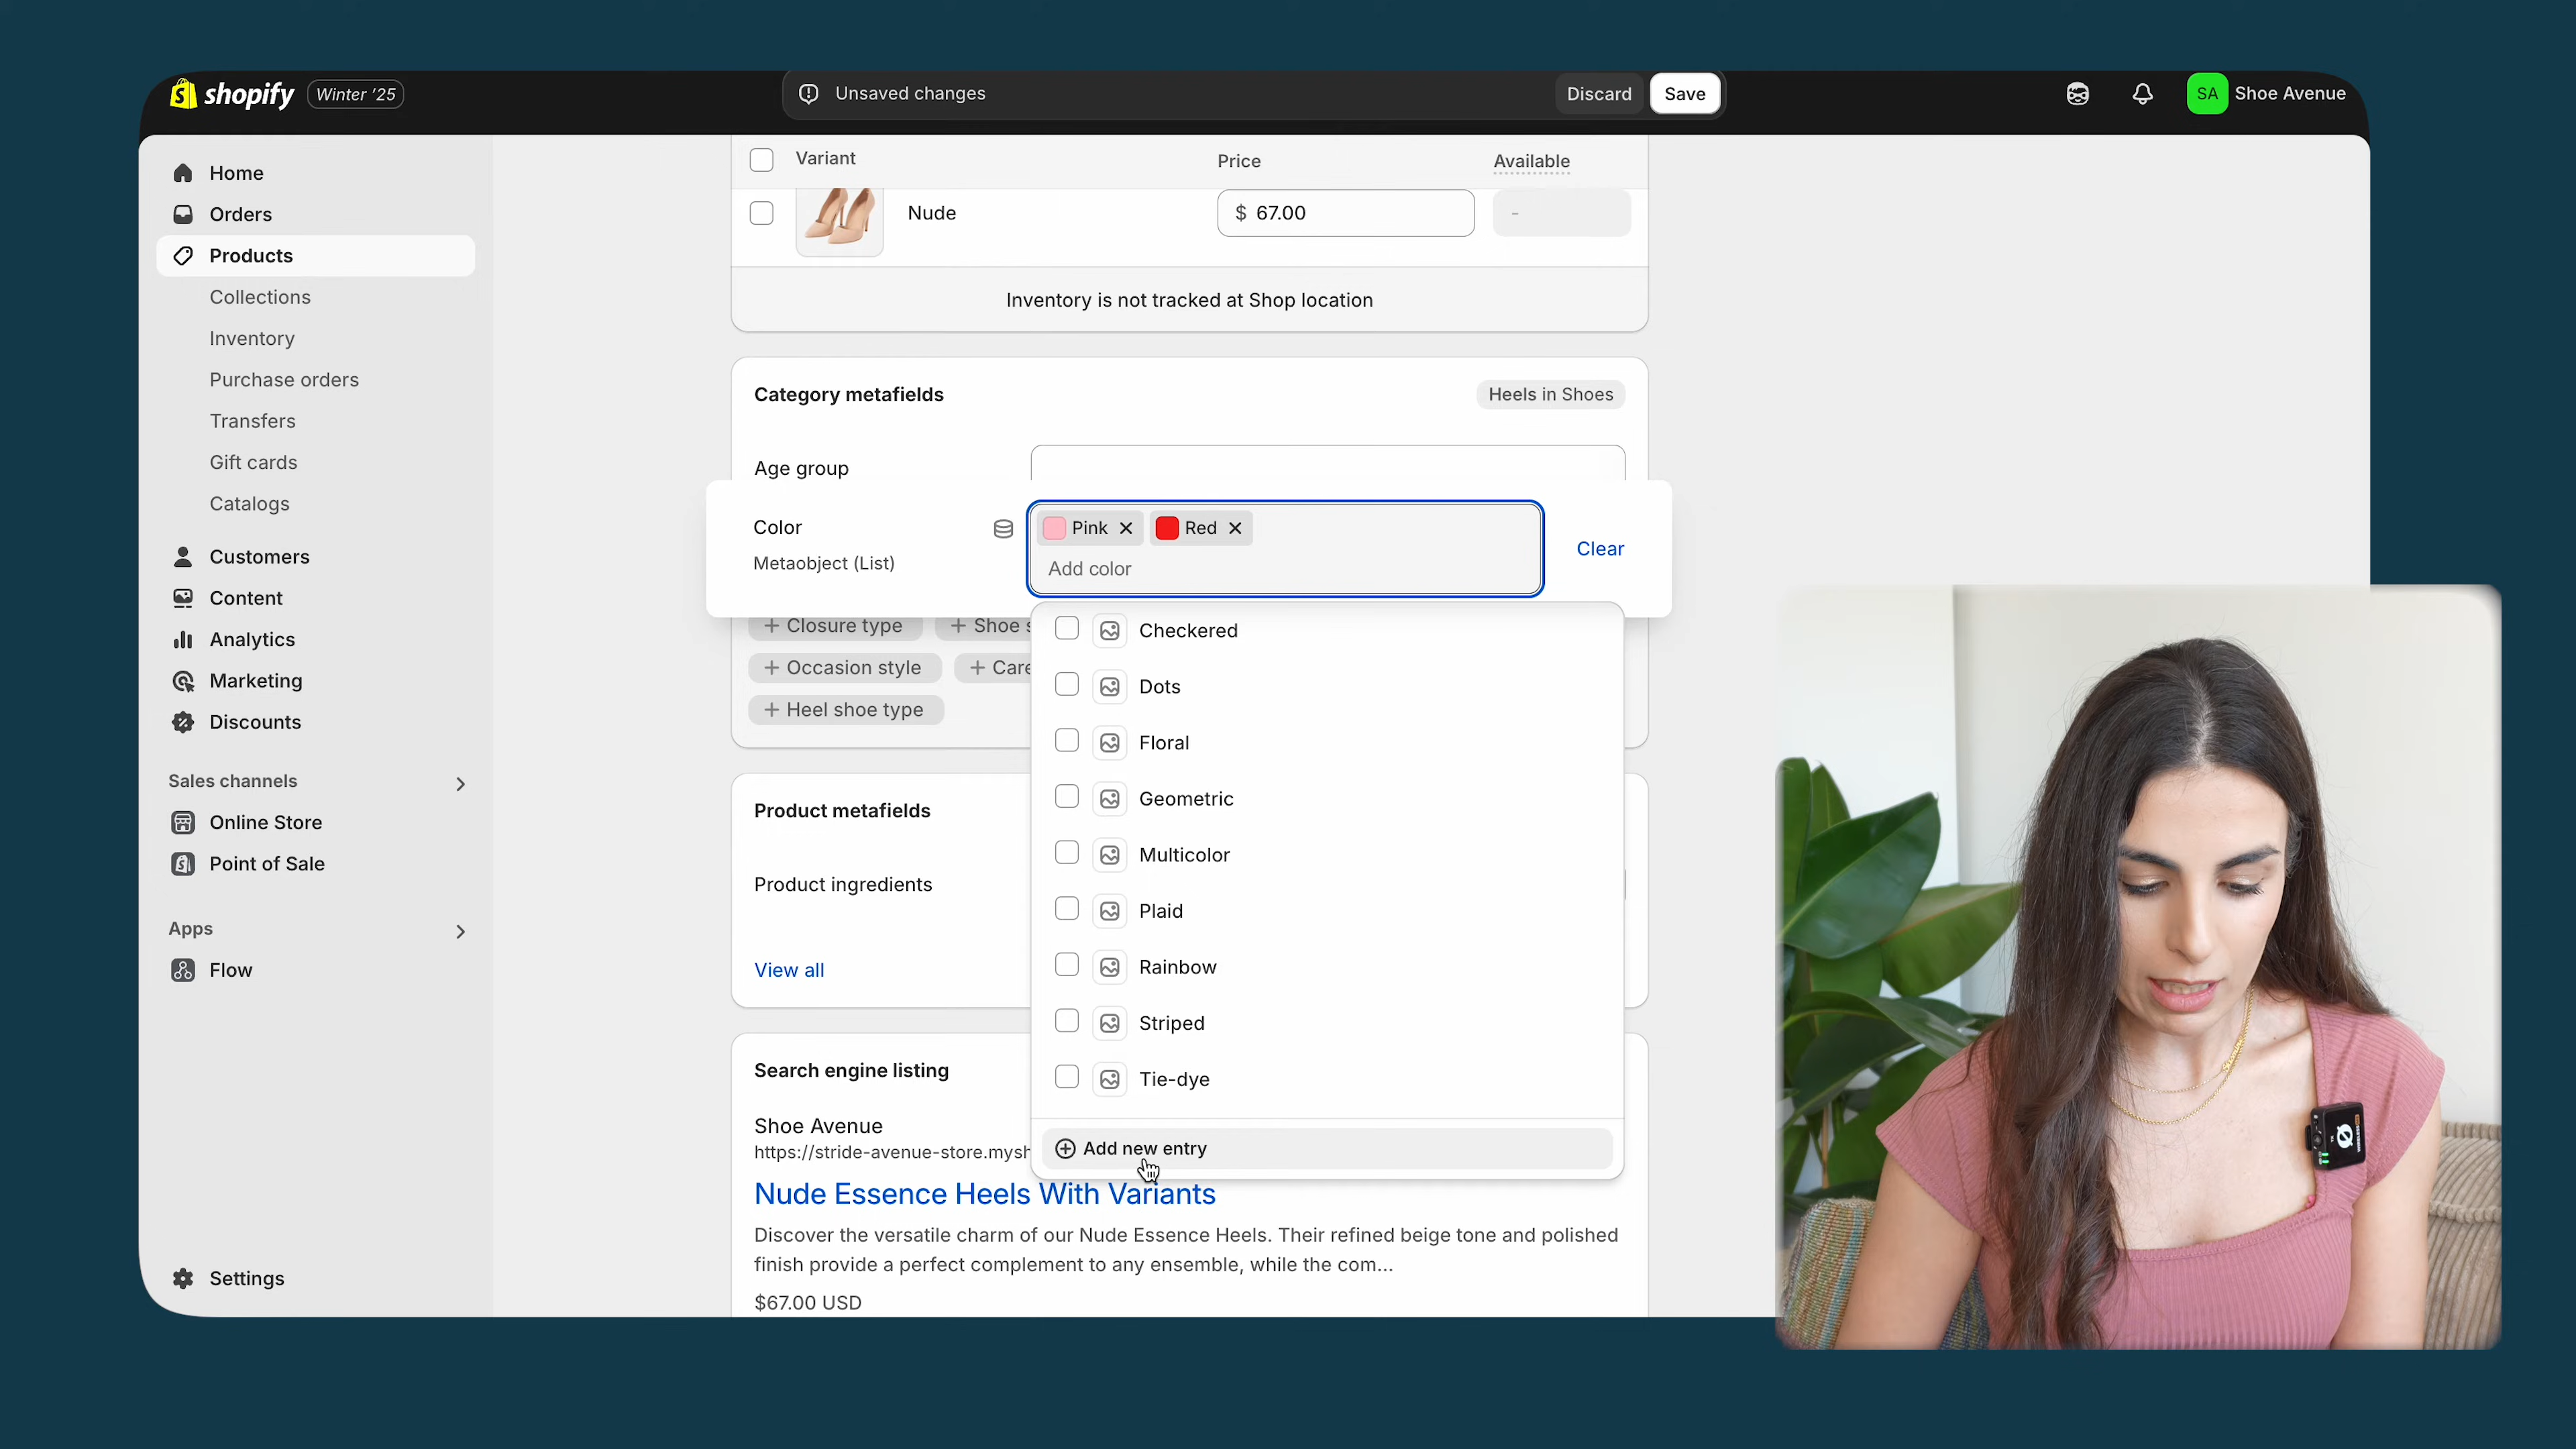 shopify Winter '25
Unsaved changes
Discard
Save
SA Shoe Avenue
Home
Orders
Products
Collections
Inventory
Purchase orders
Transfers
Gift cards
Catalogs
Customers
Content
Analytics
Marketing
Discounts
Sales channels
Online Store
Point of Sale
Apps
Flow
Settings
Variant Price Available
Nude $ 67.00 -
Inventory is not tracked at Shop location
Category metafields Heels in Shoes
Age group
Color Pink Red Clear
Metaobject (List) Add color
+ Closure type + Shoe s
+ Occasion style + Care
+ Heel shoe type
Checkered
Dots
Floral
Geometric
Multicolor
Plaid
Rainbow
Striped
Tie-dye
Add new entry
Product metafields
Product ingredients
View all
Search engine listing
Shoe Avenue
https://stride-avenue-store.mysh
Nude Essence Heels With Variants
Discover the versatile charm of our Nude Essence Heels. Their refined beige tone and polished
finish provide a perfect complement to any ensemble, while the com...
$67.00 USD